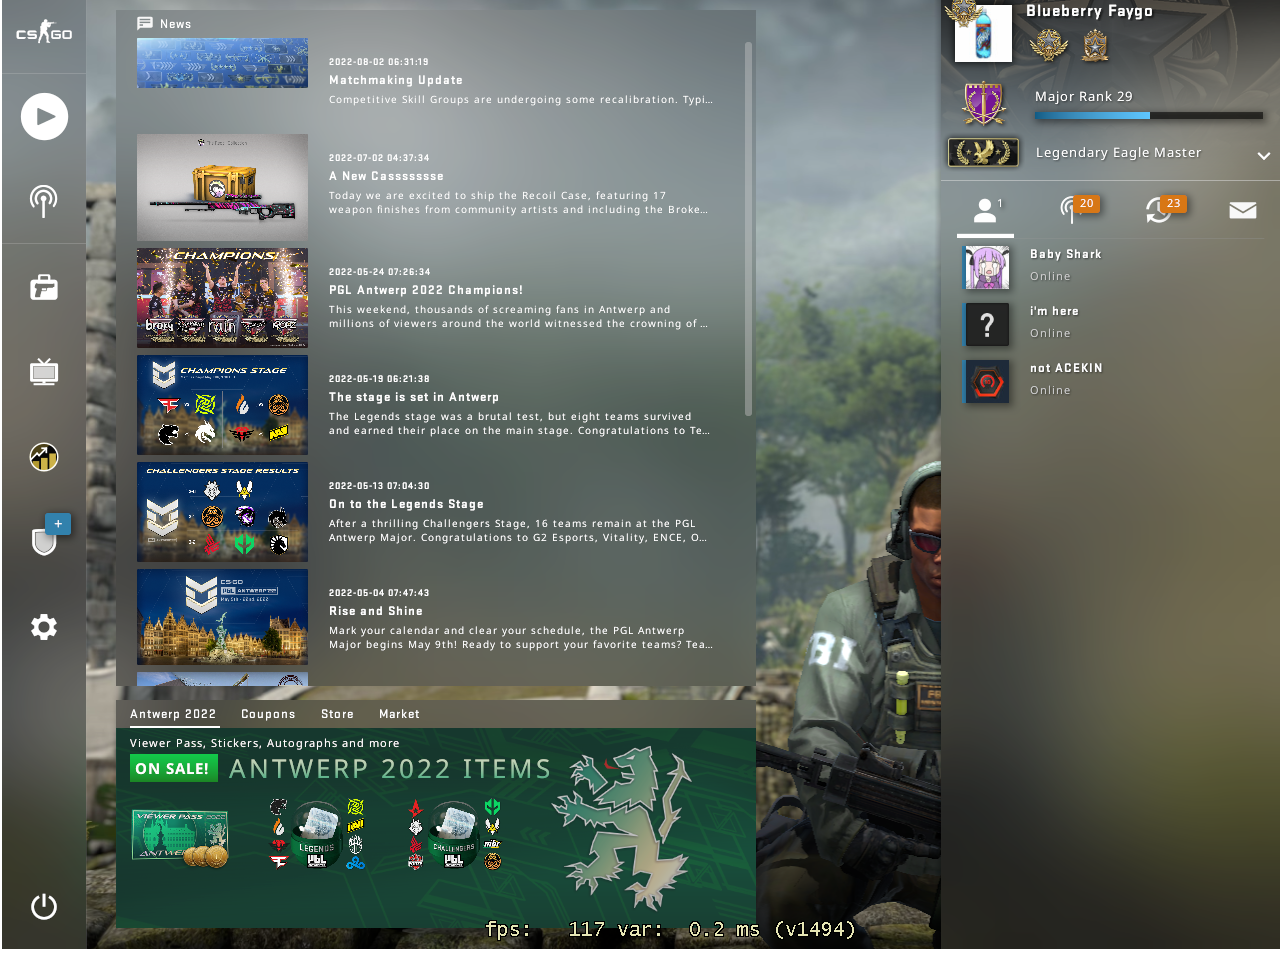 CS GO
News
2022-08-02 06:31:19
Matchmaking Update
Competitive Skill Groups are undergoing some recalibration. Typi...
2022-07-02 04:37:34
A New Cassssssse
Today we are excited to ship the Recoil Case, featuring 17
weapon finishes from community artists and including the Broke...
CHAMPIONS!
2022-05-24 07:26:34
PGL Antwerp 2022 Champions!
This weekend, thousands of screaming fans in Antwerp and
millions of viewers around the world witnessed the crowning of ...
CHAMPIONS STAGE
2022-05-19 06:21:38
The stage is set in Antwerp
The Legends stage was a brutal test, but eight teams survived
and earned their place on the main stage. Congratulations to Te...
CHALLENGERS STAGE RESULTS
2022-05-13 07:04:30
On to the Legends Stage
After a thrilling Challengers Stage, 16 teams remain at the PGL
Antwerp Major. Congratulations to G2 Esports, Vitality, ENCE, O...
CS:GO
PGL ANTWERP22
2022-05-04 07:47:43
Rise and Shine
Mark your calendar and clear your schedule, the PGL Antwerp
Major begins May 9th! Ready to support your favorite teams? Tea...
+
Antwerp 2022 Coupons Store Market
Viewer Pass, Stickers, Autographs and more
ON SALE! ANTWERP 2022 ITEMS
VIEWER PASS 2022
LEGENDS
PGL
CHALLENGERS
PGL
fps: 117 var: 0.2 ms (v1494)
BI
Blueberry Faygo
Major Rank 29
Legendary Eagle Master
1
20
23
Baby Shark
Online
?
i'm here
Online
not ACEKIN
Online